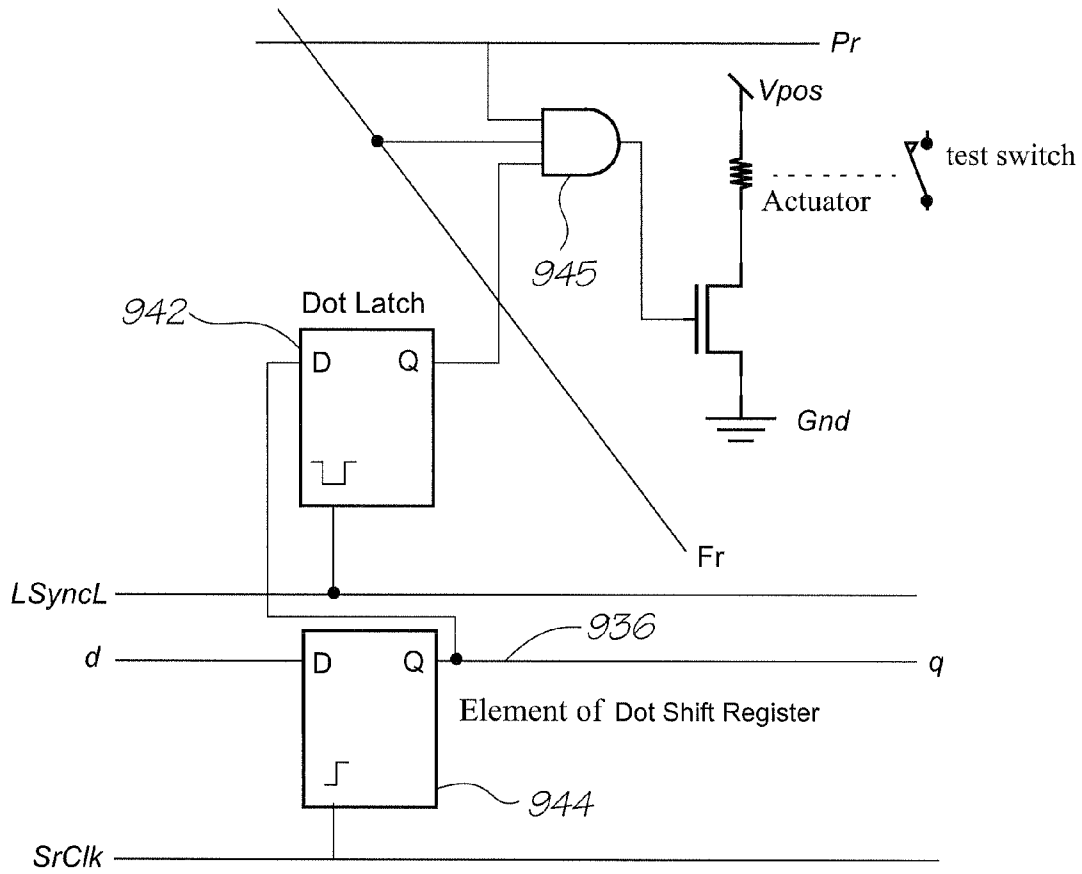 Pr
Vpos
test switch
Actuator
945
Dot Latch
942
D Q
Gnd
Fr
LSyncL
936
d D Q q
Element of Dot Shift Register
944
SrClk